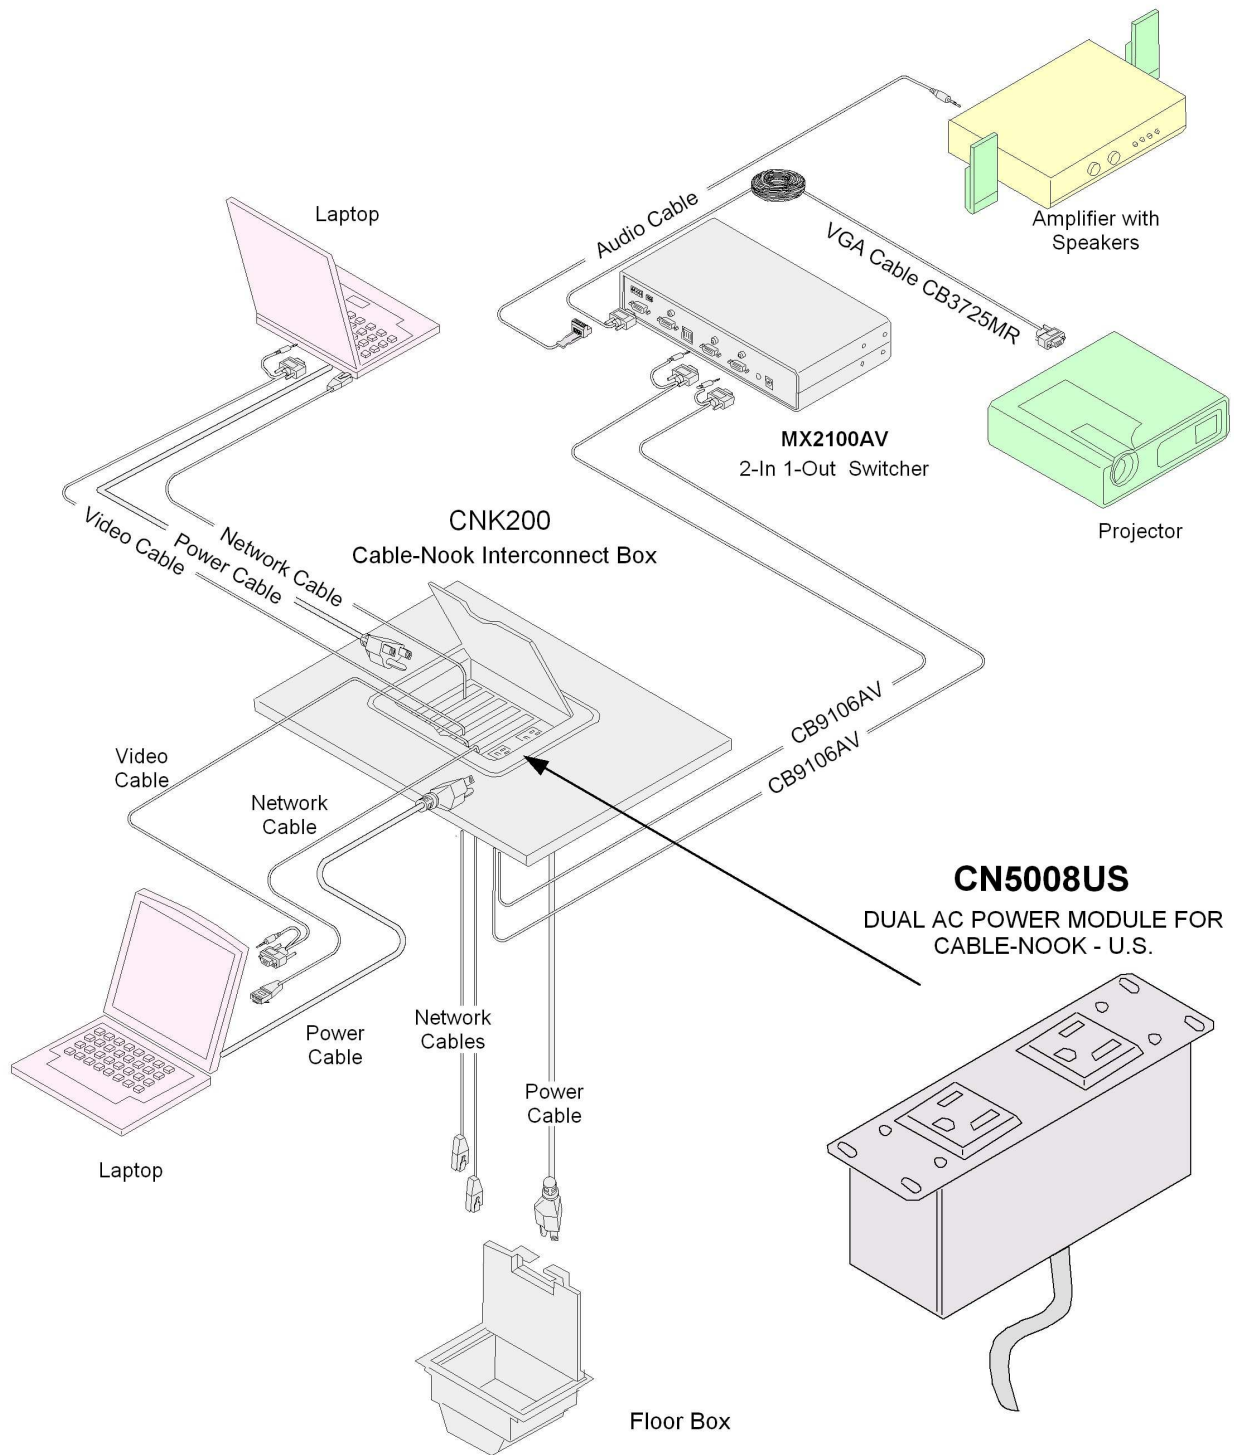 Laptop
Audio Cable
VGA Cable CB3725MR
Amplifier with
Speakers
MX2100AV
2-In 1-Out Switcher
Projector
Video Cable
Power Cable
Network Cable
CNK200
Cable-Nook Interconnect Box
CB9106AV
CB9106AV
Video
Cable
Network
Cable
Power
Cable
Network
Cables
Power
Cable
Laptop
CN5008US
DUAL AC POWER MODULE FOR
CABLE-NOOK - U.S.
Floor Box